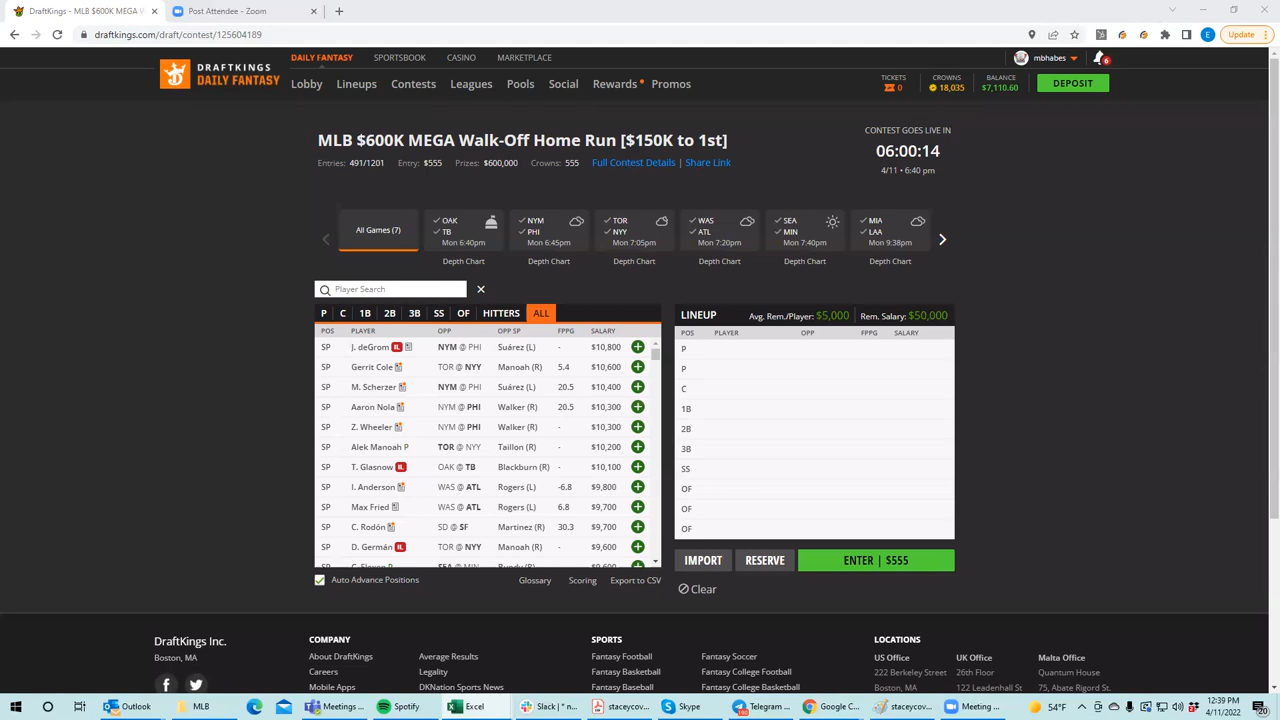 DraftKings - MLB $600K MEGA W
Post Attendee - Zoom
draftkings.com/draft/contest/125604189
E
Update
DAILY FANTASY SPORTSBOOK CASINO MARKETPLACE
mbhabes
6
DRAFTKINGS
DAILY FANTASY
Lobby Lineups Contests Leagues Pools Social Rewards Promos
TICKETS CROWNS BALANCE
0 18,035 $7,110.60
DEPOSIT
MLB $600K MEGA Walk-Off Home Run [$150K to 1st]
Entries: 491/1201 Entry: $555 Prizes: $600,000 Crowns: 555 Full Contest Details | Share Link
CONTEST GOES LIVE IN
06:00:14
4/11 • 6:40 pm
All Games (7)
OAK
TB
Mon 6:40pm
Depth Chart
NYM
PHI
Mon 6:45pm
Depth Chart
TOR
NYY
Mon 7:05pm
Depth Chart
WAS
ATL
Mon 7:20pm
Depth Chart
SEA
MIN
Mon 7:40pm
Depth Chart
MIA
LAA
Mon 9:38pm
Depth Chart
Player Search
P C 1B 2B 3B SS OF HITTERS ALL
POS PLAYER OPP OPP SP FPPG SALARY
SP J. deGrom IL NYM @ PHI Suárez (L) - $10,800
SP Gerrit Cole TOR @ NYY Manoah (R) 5.4 $10,600
SP M. Scherzer NYM @ PHI Suárez (L) 20.5 $10,400
SP Aaron Nola NYM @ PHI Walker (R) 20.5 $10,300
SP Z. Wheeler NYM @ PHI Walker (R) - $10,300
SP Alek Manoah P TOR @ NYY Taillon (R) - $10,200
SP T. Glasnow IL OAK @ TB Blackburn (R) - $10,100
SP I. Anderson WAS @ ATL Rogers (L) -6.8 $9,800
SP Max Fried WAS @ ATL Rogers (L) 6.8 $9,700
SP C. Rodón SD @ SF Martinez (R) 30.3 $9,700
SP D. Germán IL TOR @ NYY Manoah (R) - $9,600
Auto Advance Positions
Glossary Scoring Export to CSV
LINEUP Avg. Rem./Player: $5,000 Rem. Salary: $50,000
POS PLAYER OPP FPPG SALARY
P
P
C
1B
2B
3B
SS
OF
OF
OF
IMPORT RESERVE ENTER | $555
Clear
DraftKings Inc.
Boston, MA
COMPANY
About DraftKings
Careers
Mobile Apps
Average Results
Legality
DKNation Sports News
SPORTS
Fantasy Football
Fantasy Basketball
Fantasy Baseball
Fantasy Soccer
Fantasy College Football
Fantasy College Basketball
LOCATIONS
US Office
222 Berkeley Street
Boston, MA
UK Office
26th Floor
122 Leadenhall St
Malta Office
Quantum House
75, Abate Rigord St.
Outlook MLB Meetings ... Spotify Excel Slack | * n... staceycov... Skype Telegram ... Google C... staceycov... Meeting ... 54°F
12:39 PM
4/11/2022
20